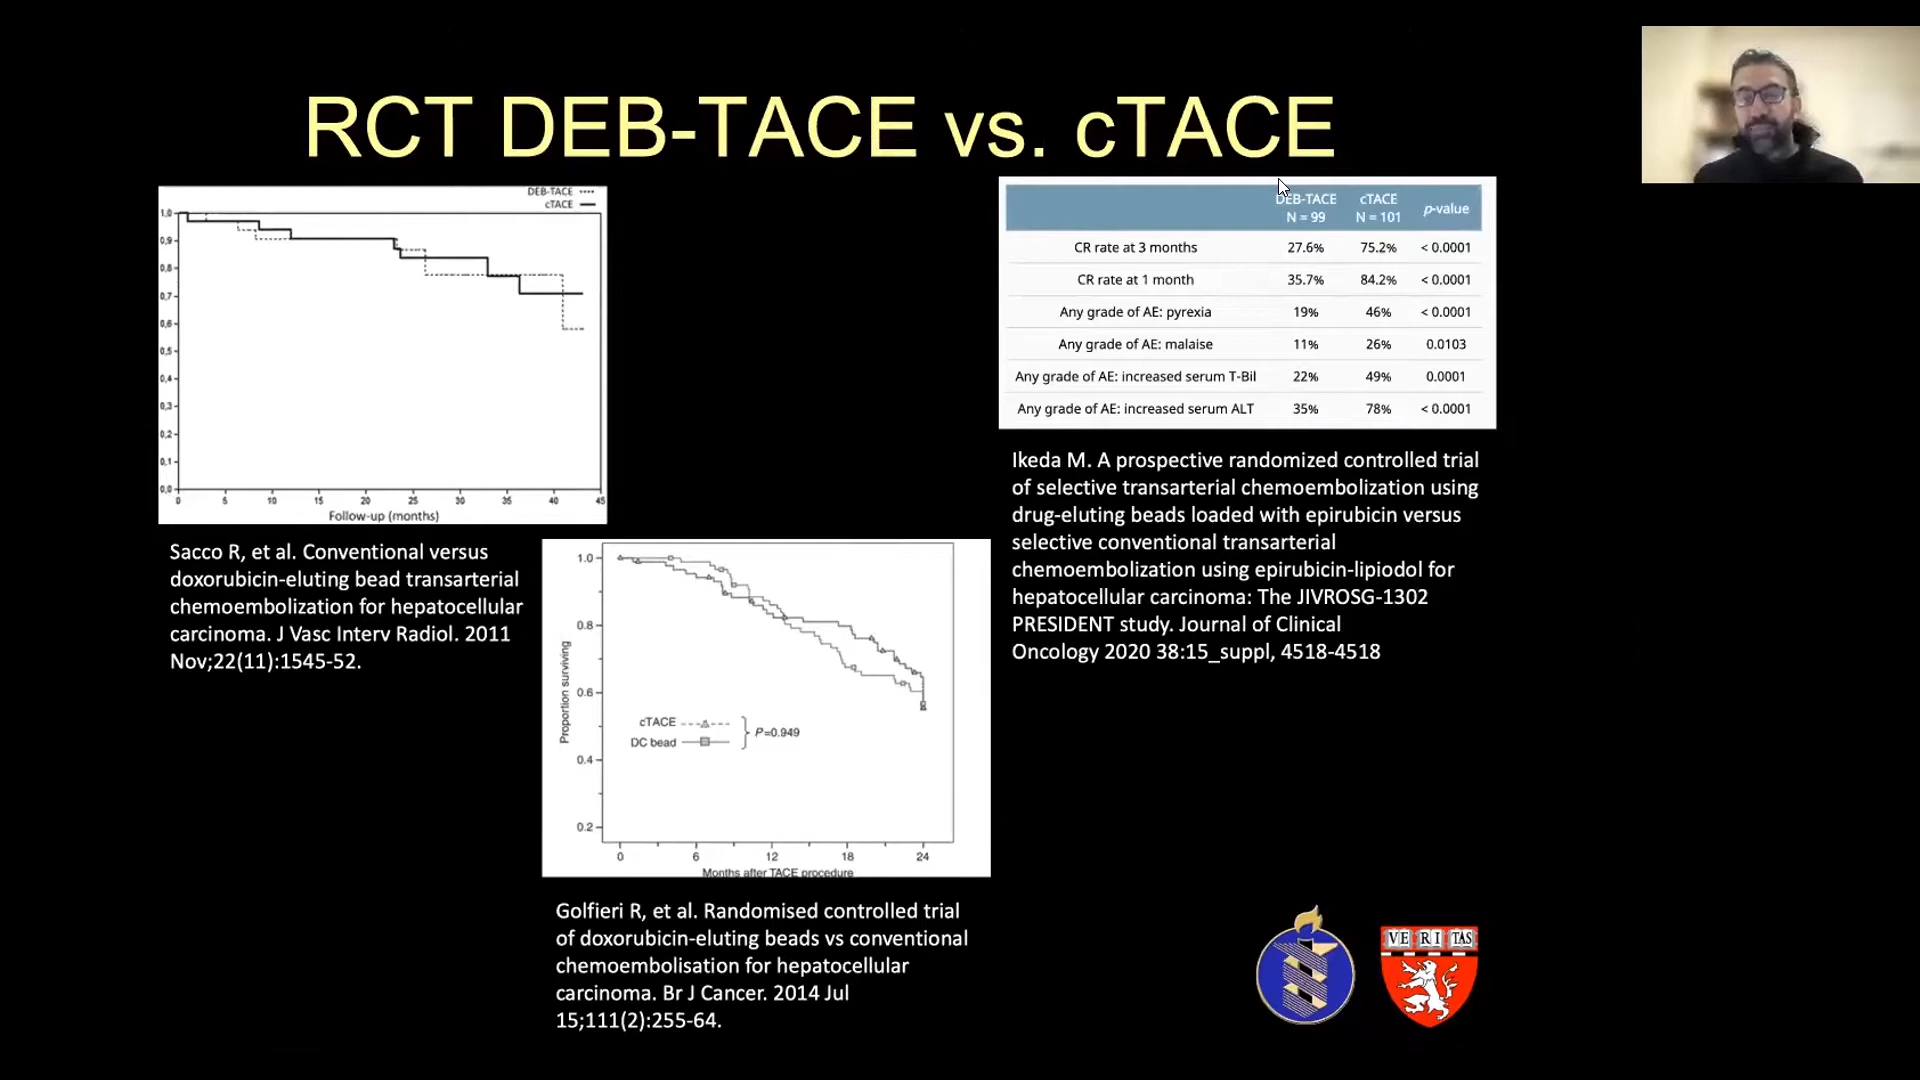 RCT DEB-TACE vs. cTACE
DEB-TACE
cTACE
1,0
0,9
0,8
0,7
0,6
0,5
0,4
0,3
0,2
0,1
0,0
0 5 10 15 20 25 30 35 40 45
Follow-up (months)
Sacco R, et al. Conventional versus
doxorubicin-eluting bead transarterial
chemoembolization for hepatocellular
carcinoma. J Vasc Interv Radiol. 2011
Nov;22(11):1545-52.
1.0
0.8
0.6
0.4
0.2
Proportion surviving
cTACE
DC bead
P=0.949
0 6 12 18 24
Months after TACE procedure
Golfieri R, et al. Randomised controlled trial
of doxorubicin-eluting beads vs conventional
chemoembolisation for hepatocellular
carcinoma. Br J Cancer. 2014 Jul
15;111(2):255-64.
DEB-TACE cTACE p-value
N = 99 N = 101
CR rate at 3 months 27.6% 75.2% < 0.0001
CR rate at 1 month 35.7% 84.2% < 0.0001
Any grade of AE: pyrexia 19% 46% < 0.0001
Any grade of AE: malaise 11% 26% 0.0103
Any grade of AE: increased serum T-Bil 22% 49% 0.0001
Any grade of AE: increased serum ALT 35% 78% < 0.0001
Ikeda M. A prospective randomized controlled trial
of selective transarterial chemoembolization using
drug-eluting beads loaded with epirubicin versus
selective conventional transarterial
chemoembolization using epirubicin-lipiodol for
hepatocellular carcinoma: The JIVROSG-1302
PRESIDENT study. Journal of Clinical
Oncology 2020 38:15_suppl, 4518-4518
VE RI TAS